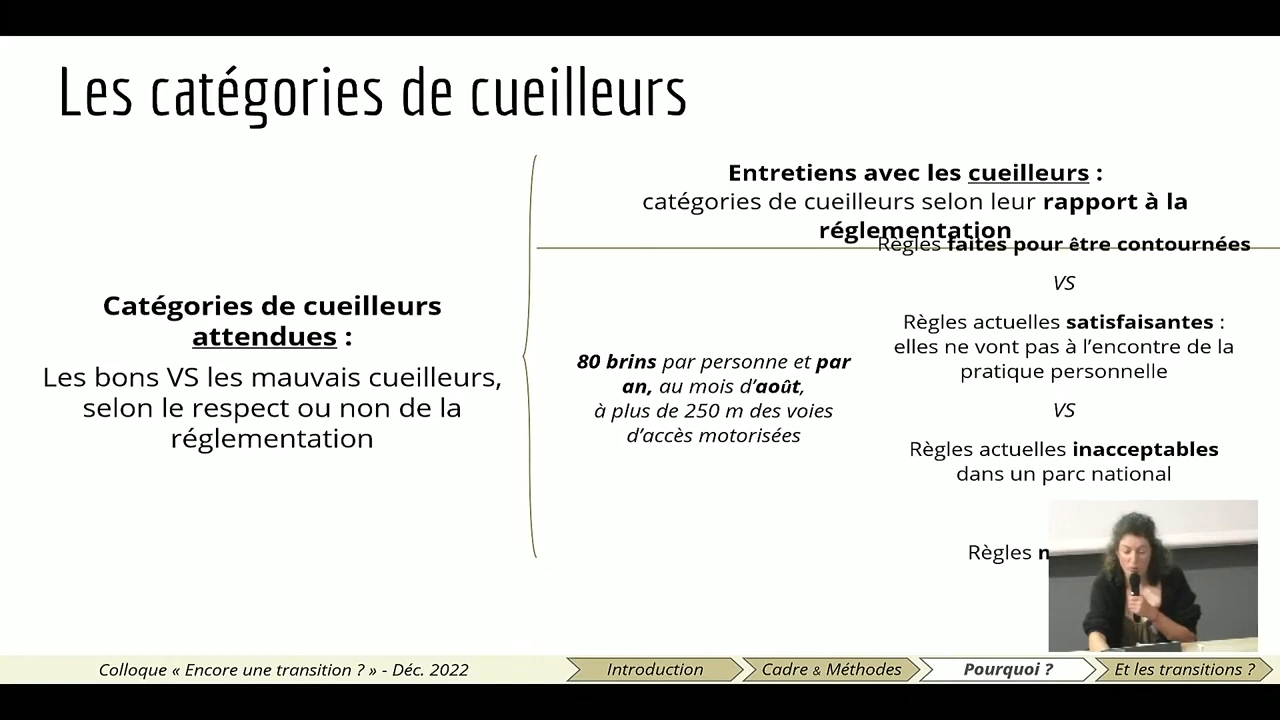 Les catégories de cueilleurs
Entretiens avec les cueilleurs :
catégories de cueilleurs selon leur rapport à la
réglementation
Règles faites pour être contournées
VS
Catégories de cueilleurs
attendues :
Les bons VS les mauvais cueilleurs,
selon le respect ou non de la
réglementation
80 brins par personne et par
an, au mois d’août,
à plus de 250 m des voies
d’accès motorisées
Règles actuelles satisfaisantes :
elles ne vont pas à l’encontre de la
pratique personnelle
VS
Règles actuelles inacceptables
dans un parc national
Règles
Colloque « Encore une transition ? » - Déc. 2022
Introduction
Cadre & Méthodes
Pourquoi ?
Et les transitions ?